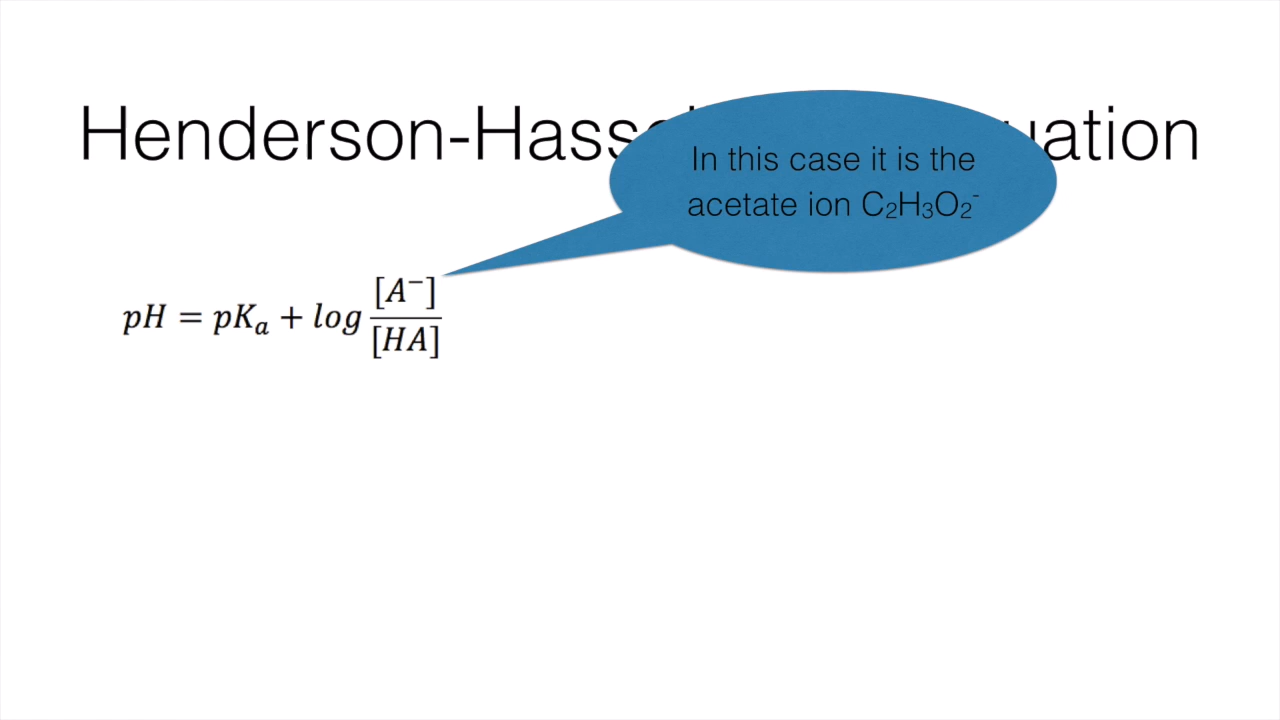 Henderson-Hass uation
In this case it is the
acetate ion C₂H₃O₂⁻
pH = pKₐ + log [A⁻]
[HA]